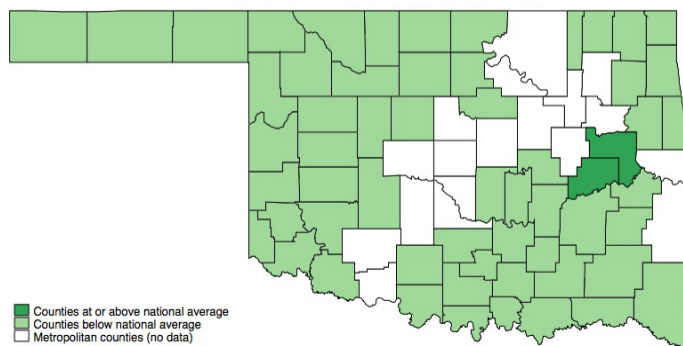 Counties at or above national average
Counties below national average
Metropolitan counties (no data)